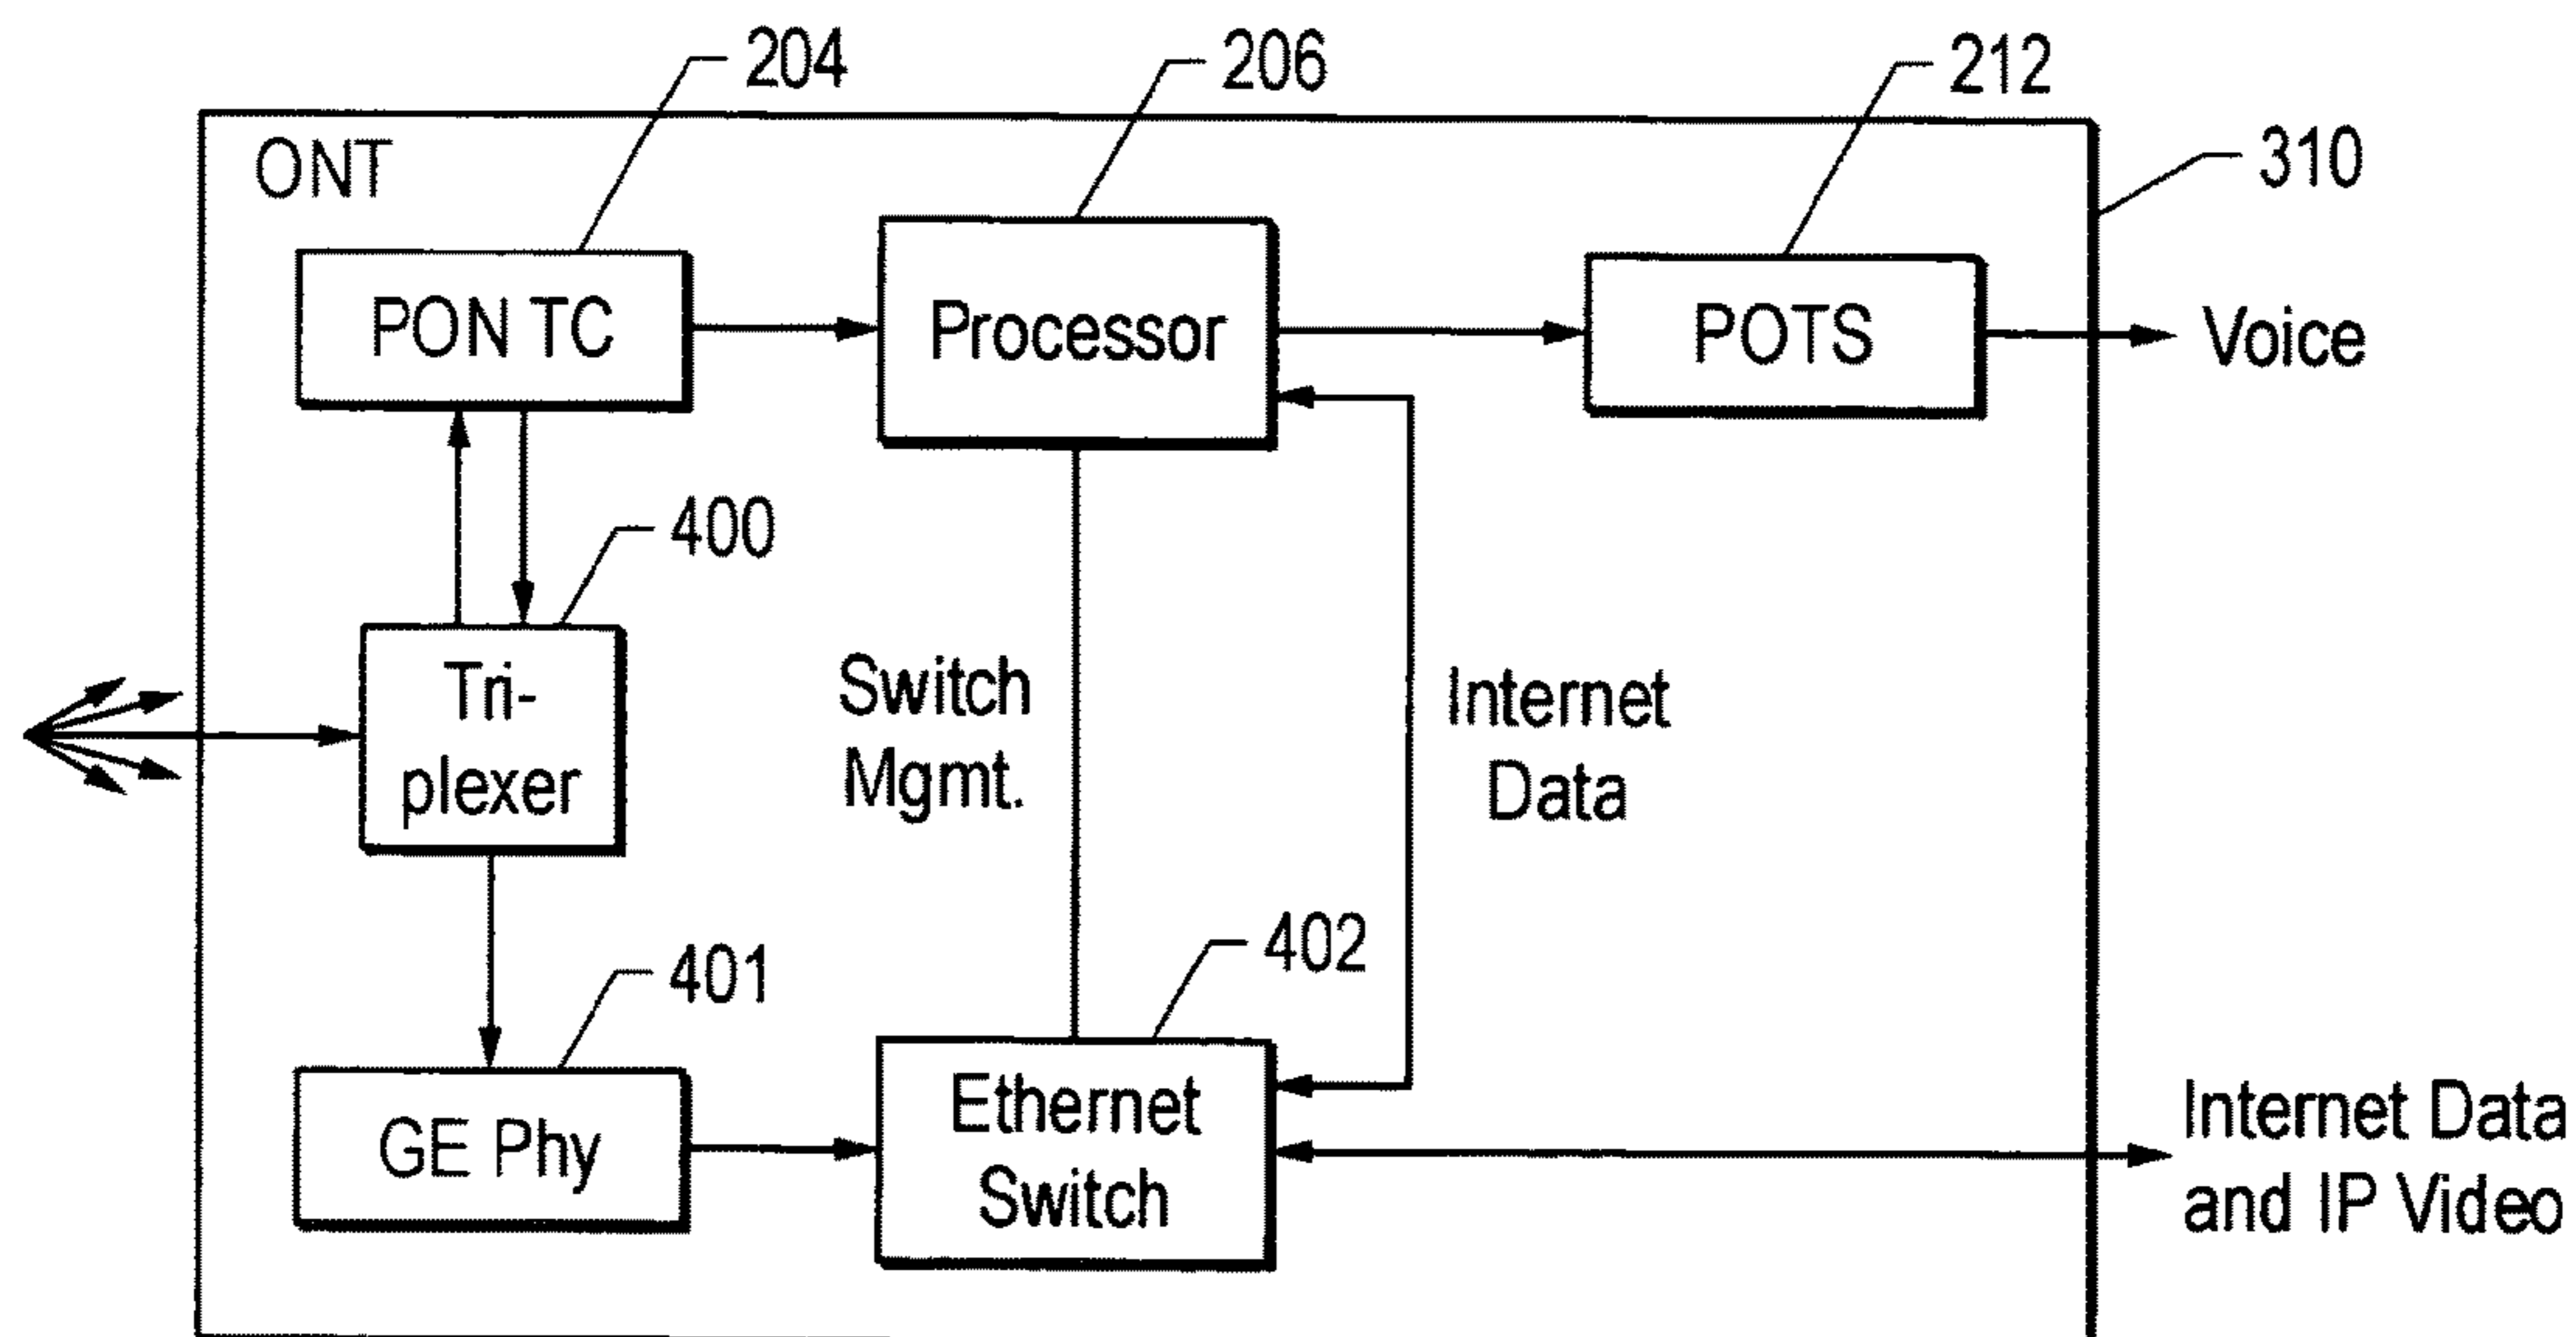 204
206
212
ONT
310
PON TC
Processor
POTS
Voice
400
Tri-
plexer
Switch
Mgmt.
Internet
Data
401
402
GE Phy
Ethernet
Switch
Internet Data
and IP Video